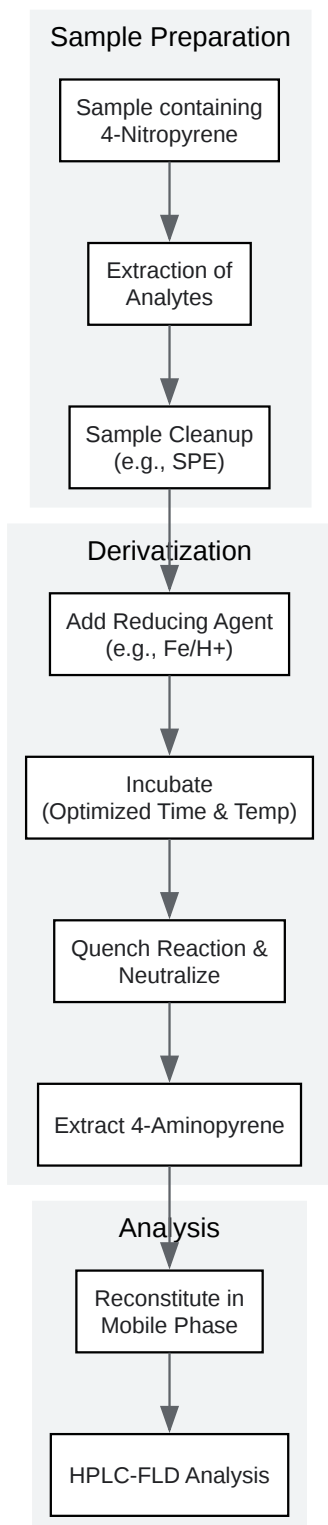 Sample Preparation
Sample containing
4-Nitropyrene
Extraction of
Analytes
Sample Cleanup
(e.g., SPE)
Derivatization
Add Reducing Agent
(e.g., Fe/H+)
Incubate
(Optimized Time & Temp)
Quench Reaction &
Neutralize
Extract 4-Aminopyrene
Analysis
Reconstitute in
Mobile Phase
HPLC-FLD Analysis